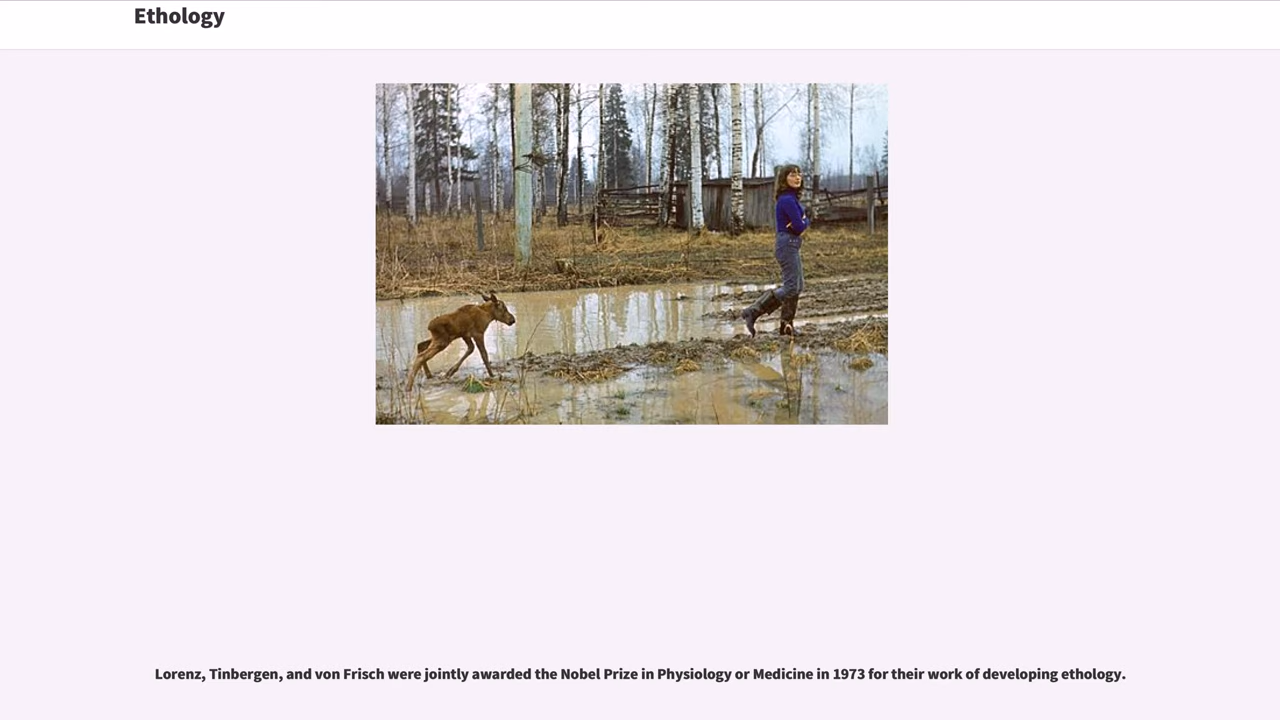 Ethology
Lorenz, Tinbergen, and von Frisch were jointly awarded the Nobel Prize in Physiology or Medicine in 1973 for their work of developing ethology.